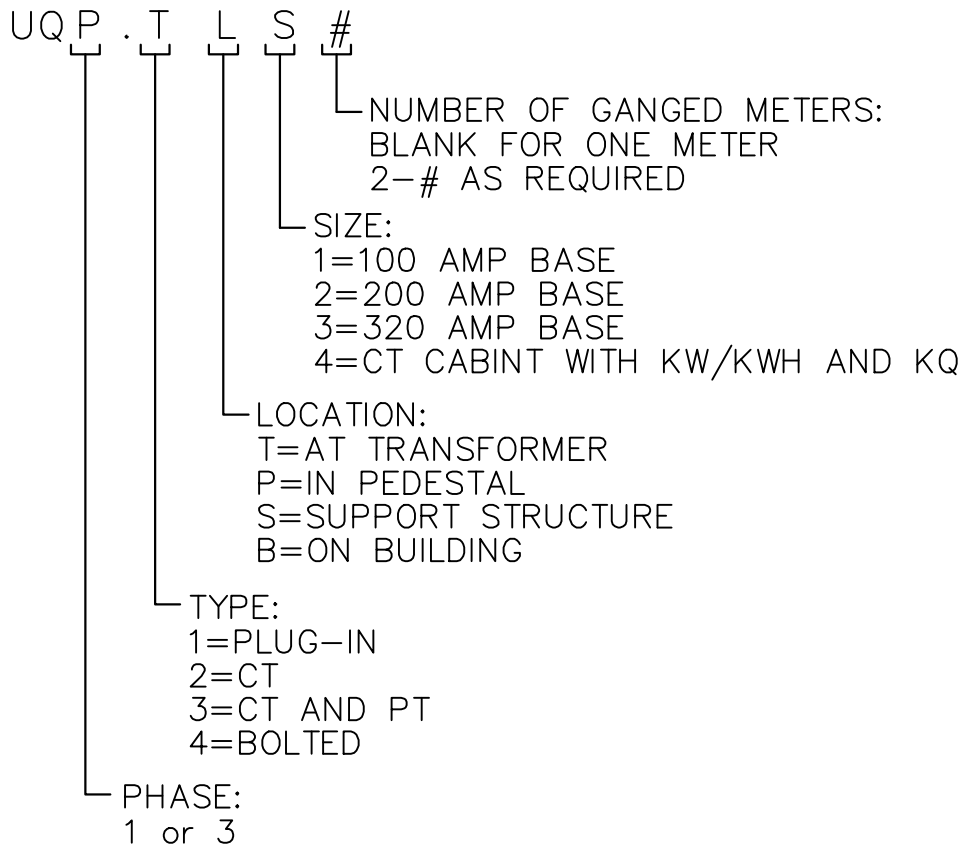 UQP.TLS#
NUMBER OF GANGED METERS:
BLANK FOR ONE METER
2-# AS REQUIRED
SIZE:
1=100 AMP BASE
2=200 AMP BASE
3=320 AMP BASE
4=CT CABINT WITH KW/KWH AND KQ
LOCATION:
T=AT TRANSFORMER
P=IN PEDESTAL
S=SUPPORT STRUCTURE
B=ON BUILDING
TYPE:
1=PLUG-IN
2=CT
3=CT AND PT
4=BOLTED
PHASE:
1 or 3